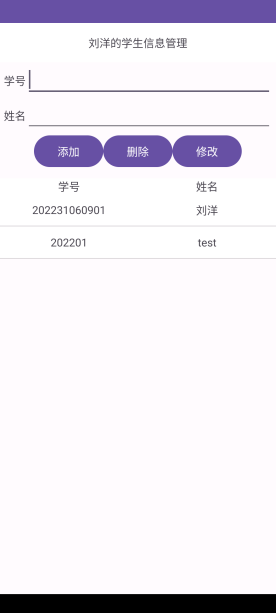 刘洋的学生信息管理
学号
姓名
添加 删除 修改
学号 姓名
202231060901 刘洋
202201 test